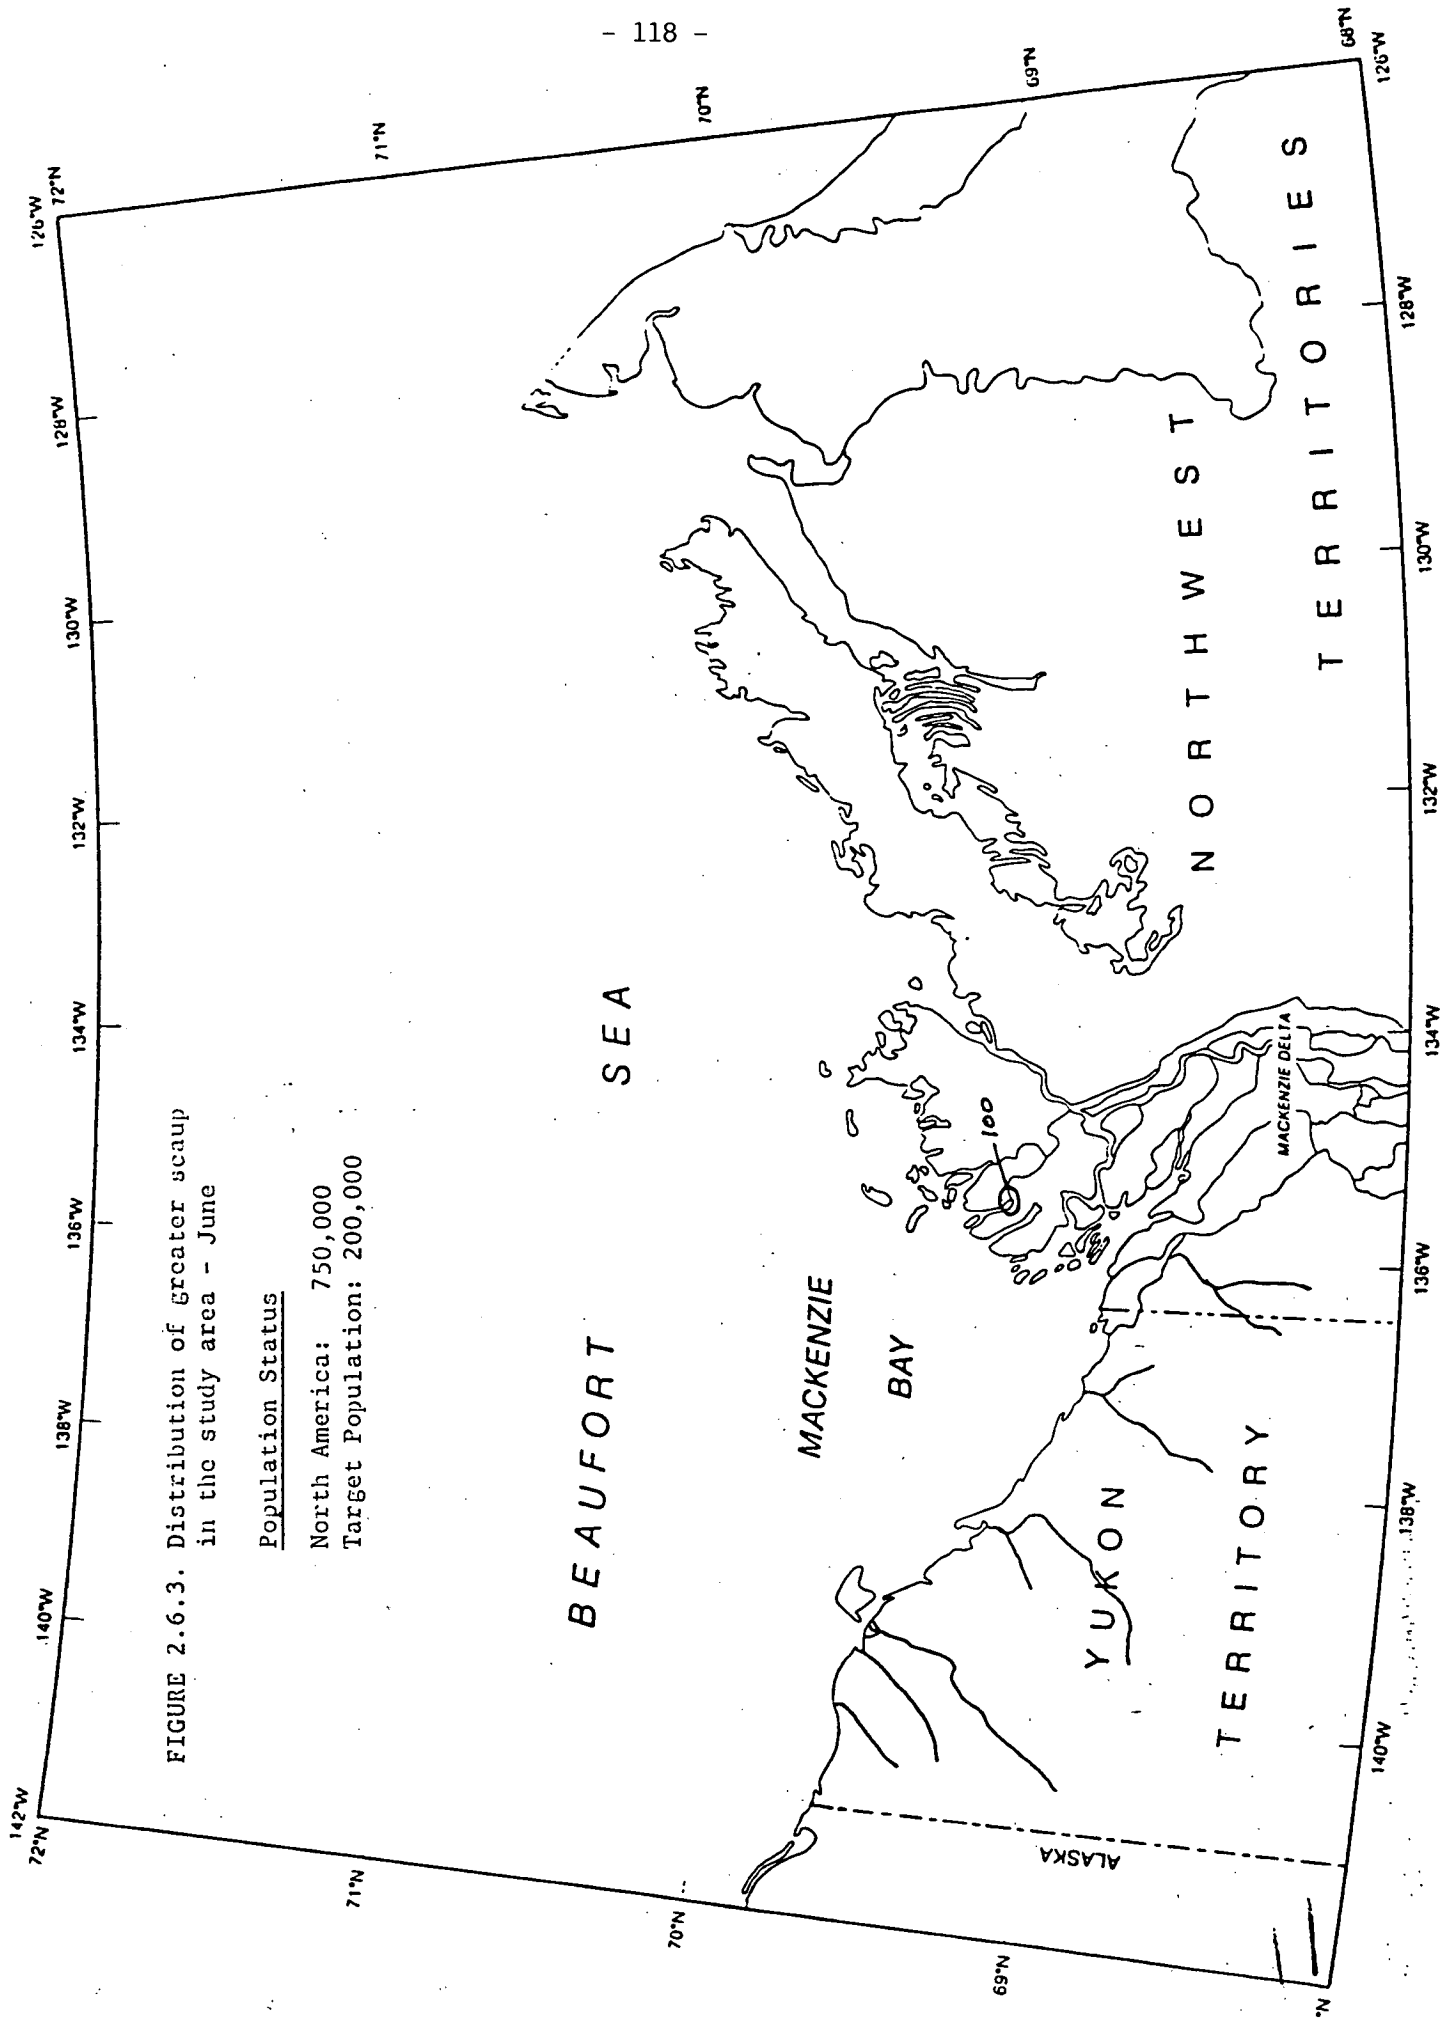 - 118 -
FIGURE 2.6.3. Distribution of greater scaup
in the study area - June
Population Status
North America: 750,000
Target Population: 200,000
142°W
140°W
138°W
136°W
134°W
132°W
130°W
128°W
126°W
72°N
72°N
71°N
71°N
70°N
70°N
69°N
69°N
°N
68°N
BEAUFORT
SEA
MACKENZIE
BAY
100
MACKENZIE DELTA
NORTHWEST
TERRITORIES
YUKON
TERRITORY
ALASKA
140°W
138°W
136°W
134°W
132°W
130°W
128°W
126°W